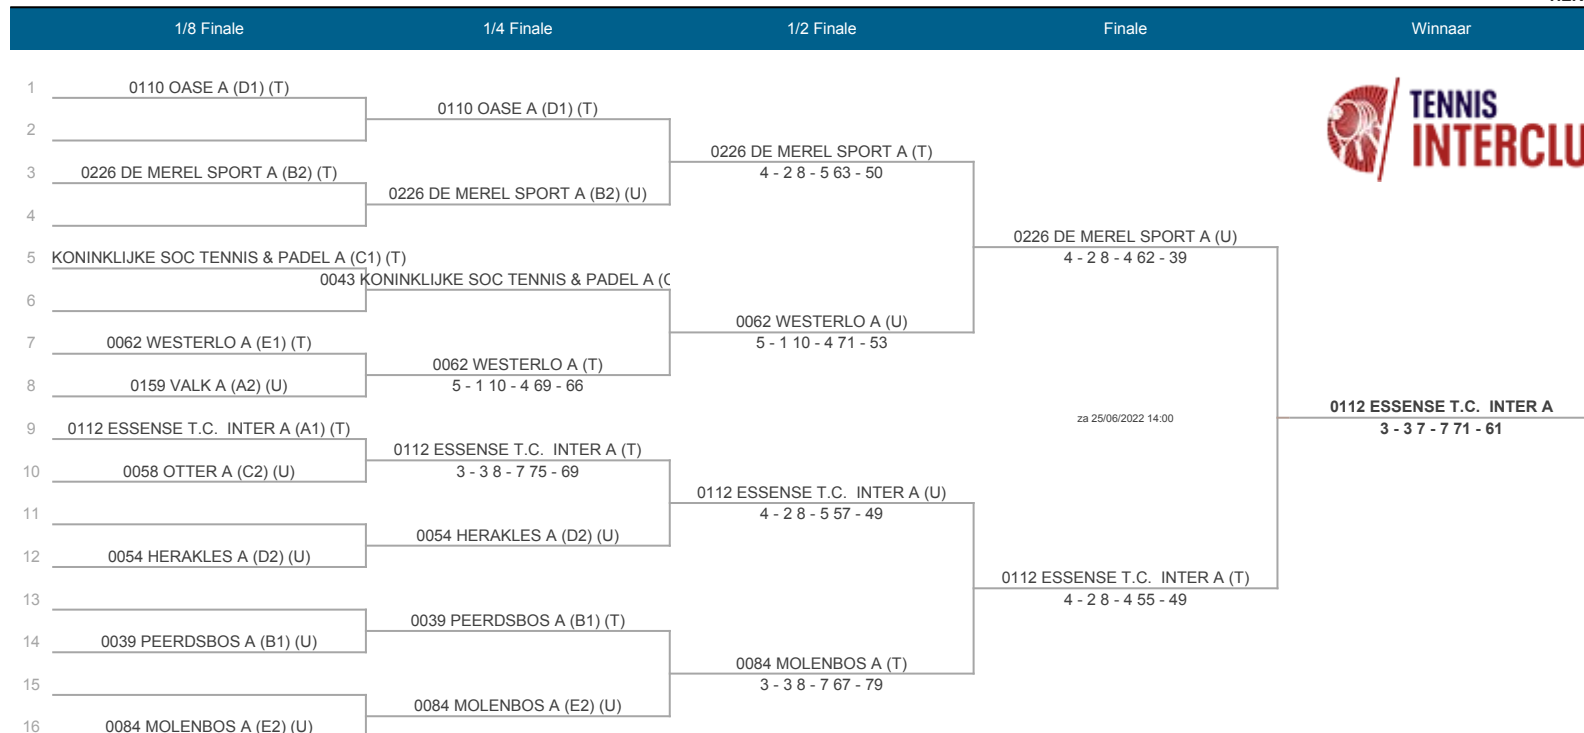 1/8 Finale 1/4 Finale 1/2 Finale Finale Winnaar
1 0110 OASE A (D1) (T)
0110 OASE A (D1) (T)
2
0226 DE MEREL SPORT A (T)
3 0226 DE MEREL SPORT A (B2) (T)
4 - 2 8 - 5 63 - 50
0226 DE MEREL SPORT A (B2) (U)
4
0226 DE MEREL SPORT A (U)
5 KONINKLIJKE SOC TENNIS & PADEL A (C1) (T)
4 - 2 8 - 4 62 - 39
0043 KONINKLIJKE SOC TENNIS & PADEL A (
6
0062 WESTERLO A (U)
7 0062 WESTERLO A (E1) (T)
5 - 1 10 - 4 71 - 53
0062 WESTERLO A (T)
8 0159 VALK A (A2) (U)
5 - 1 10 - 4 69 - 66
0112 ESSENSE T.C.  INTER A
za 25/06/2022 14:00
9 0112 ESSENSE T.C.  INTER A (A1) (T)
3 - 3 7 - 7 71 - 61
0112 ESSENSE T.C.  INTER A (T)
10 0058 OTTER A (C2) (U)
3 - 3 8 - 7 75 - 69
0112 ESSENSE T.C.  INTER A (U)
11
4 - 2 8 - 5 57 - 49
0054 HERAKLES A (D2) (U)
12 0054 HERAKLES A (D2) (U)
0112 ESSENSE T.C.  INTER A (T)
13
4 - 2 8 - 4 55 - 49
0039 PEERDSBOS A (B1) (T)
14 0039 PEERDSBOS A (B1) (U)
0084 MOLENBOS A (T)
15
3 - 3 8 - 7 67 - 79
0084 MOLENBOS A (E2) (U)
16 0084 MOLENBOS A (E2) (U)
TENNIS
INTERCLU